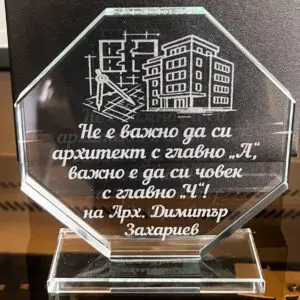 Не е важно да си
архитект с главно „А“,
важно е да си човек
с главно „Ч“!
на Арх. Димитър
Захариев